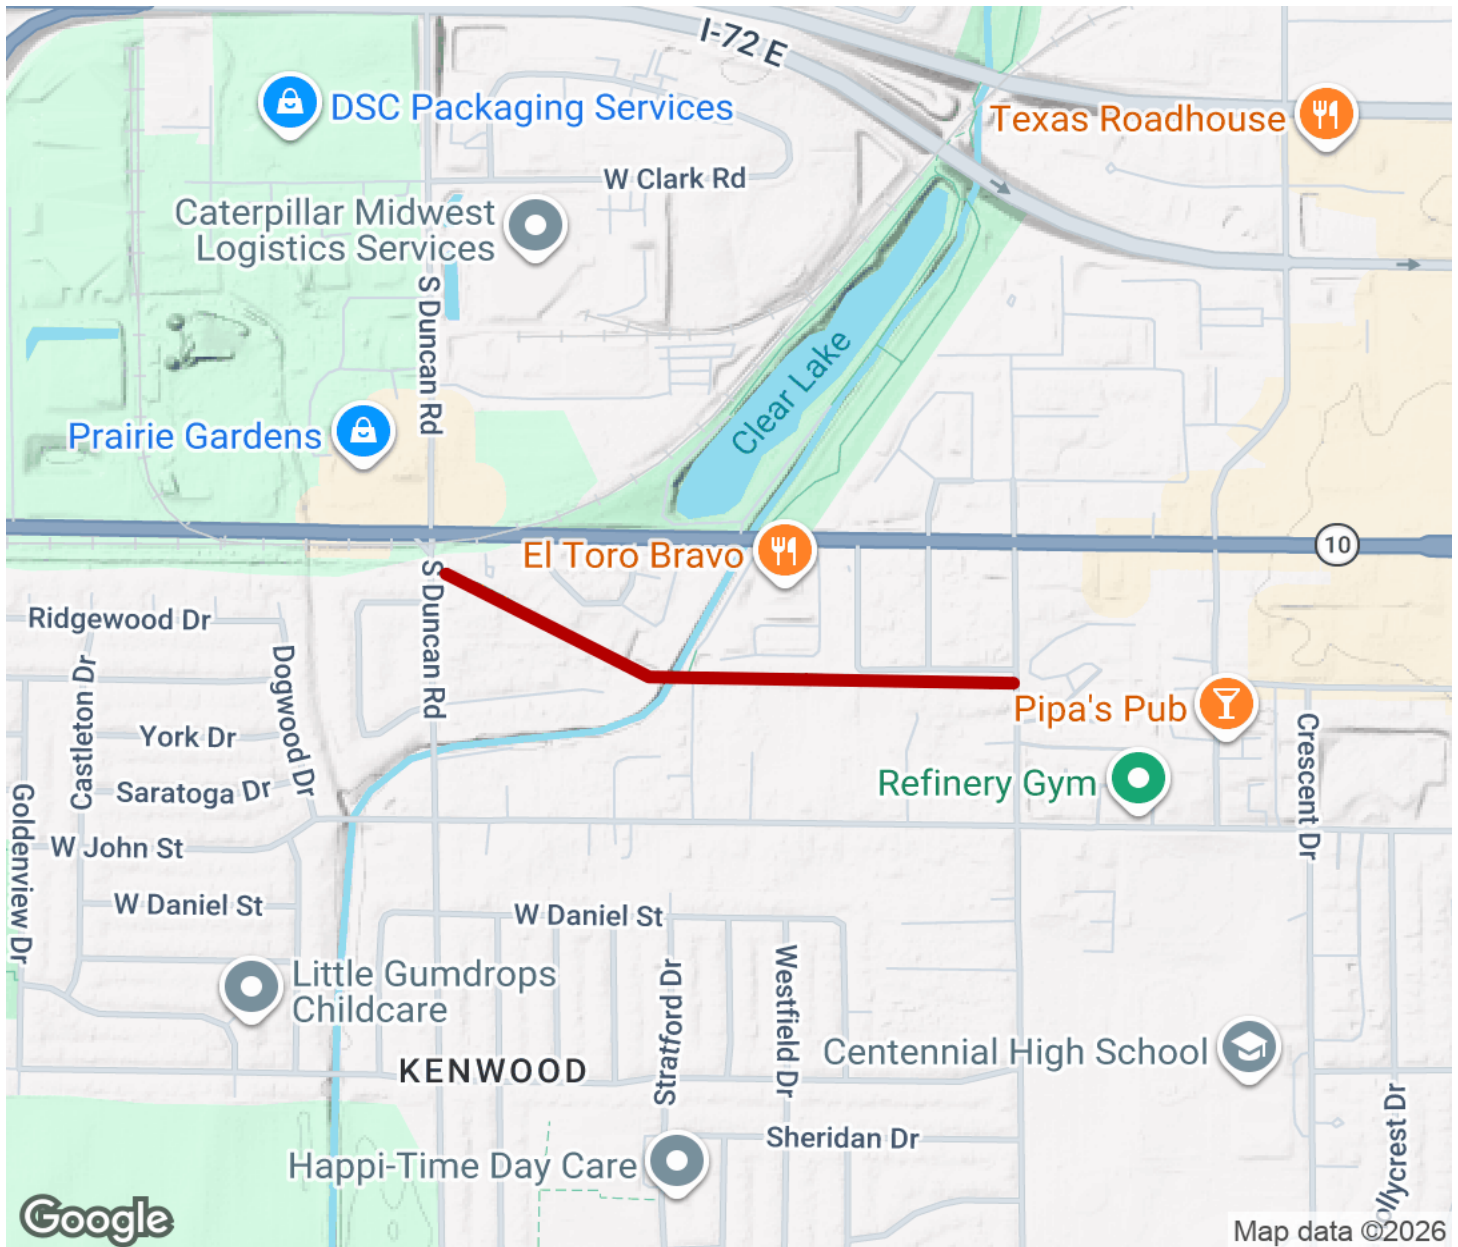 I-72 E
DSC Packaging Services
Texas Roadhouse
W Clark Rd
Caterpillar Midwest
Logistics Services
S Duncan Rd
Clear Lake
Prairie Gardens
El Toro Bravo
10
S Duncan Rd
Ridgewood Dr
Castleton Dr
Dogwood Dr
York Dr
Pipa's Pub
Saratoga Dr
Refinery Gym
Crescent Dr
Goldenview Dr
W John St
W Daniel St
W Daniel St
Little Gumdrops
Childcare
Stratford Dr
Westfield Dr
Centennial High School
KENWOOD
Sheridan Dr
Happi-Time Day Care
ollycrest Dr
Google
Map data ©2026